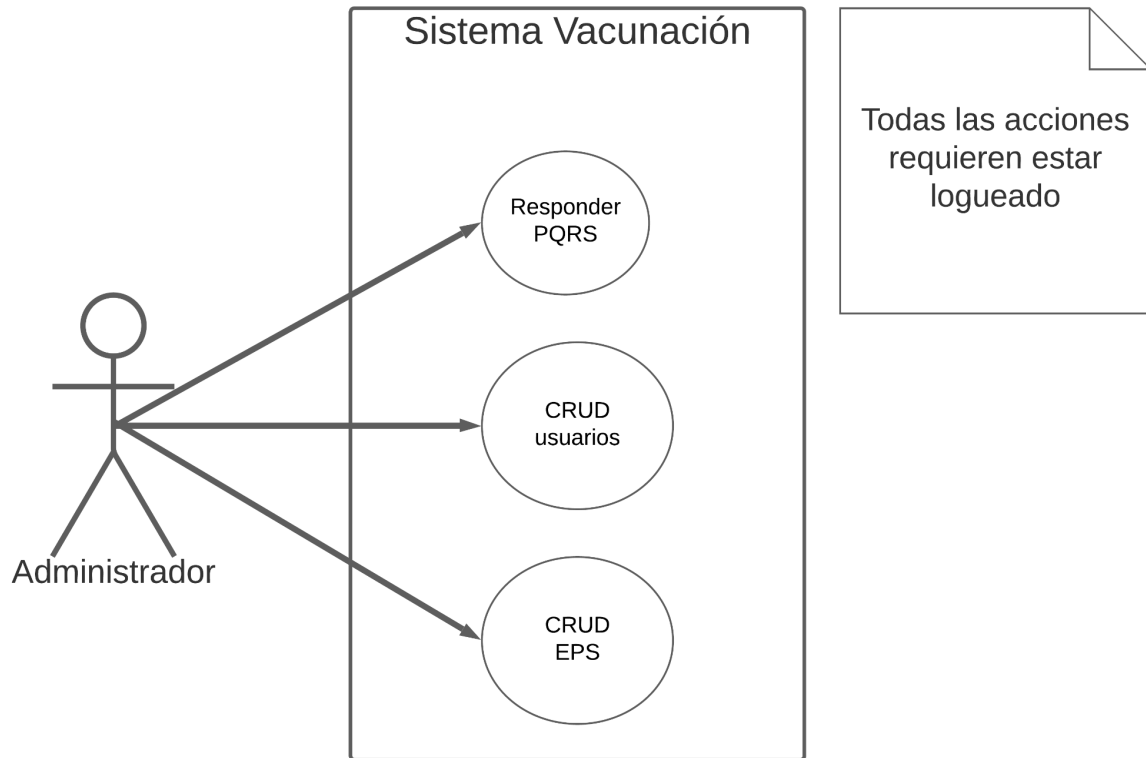 Sistema Vacunación
Todas las acciones
requieren estar
logueado
Responder
PQRS
CRUD
usuarios
CRUD
EPS
Administrador